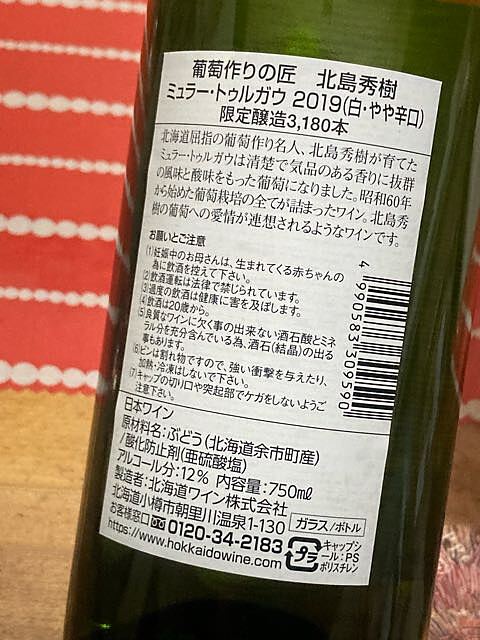 葡萄作りの匠　北島秀樹
ミュラー・トゥルガウ 2019(白・やや辛口)
限定醸造3,180本
北海道屈指の葡萄作り名人、北島秀樹が育てた
ミュラー・トゥルガウは清楚で気品のある香りに抜群
の風味と酸味をもった葡萄になりました。昭和60年
から始めた葡萄栽培の全てが詰まったワイン。北島秀
樹の葡萄への愛情が連想されるようなワインです。
お願いとご注意
(1)妊娠中のお母さんは、生まれてくる赤ちゃんの
為に飲酒を控えて下さい。
(2)飲酒運転は法律で禁じられています。
(3)過度の飲酒は健康に害を及ぼします。
(4)飲酒は20歳から。
(5)良質なワインに欠く事の出来ない酒石酸とミネ
ラル分を充分含んでいる為、酒石(結晶)の出る
事もあります。
(6)ビンは割れ物ですので、強い衝撃を与えたり、
加熱・冷凍はしないで下さい。
(7)キャップの切り口や突起部でケガをしないようご
注意下さい。
4 990583 309590
日本ワイン
原材料名:ぶどう(北海道余市町産)
/酸化防止剤(亜硫酸塩)
アルコール分:12% 内容量:750mℓ
製造者:北海道ワイン株式会社
北海道小樽市朝里川温泉1-130
ガラス/ボトル
お客様窓口 0120-34-2183
https://www.hokkaidowine.com
プラ
キャップシ
ール:PS
ポリスチレン